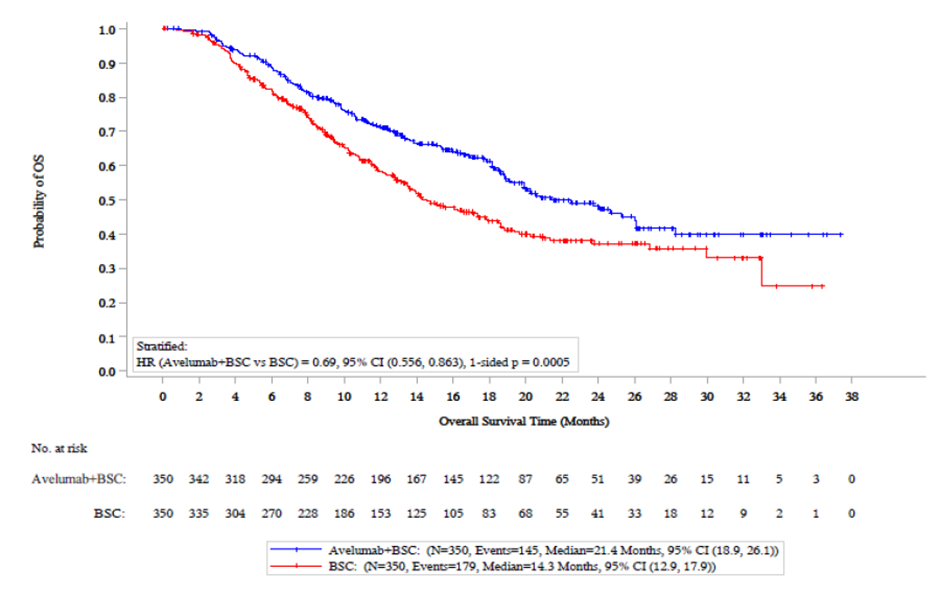 1.0
0.9
0.8
0.7
0.6
0.5
0.4
0.3
0.2
0.1
0.0
Probability of OS
Stratified:
HR (Avelumab+BSC vs BSC) = 0.69, 95% CI (0.556, 0.863), 1-sided p = 0.0005
0 2 4 6 8 10 12 14 16 18 20 22 24 26 28 30 32 34 36 38
Overall Survival Time (Months)
No. at risk
Avelumab+BSC: 350 342 318 294 259 226 196 167 145 122 87 65 51 39 26 15 11 5 3 0
BSC: 350 335 304 270 228 186 153 125 105 83 68 55 41 33 18 12 9 2 1 0
Avelumab+BSC: (N=350, Events=145, Median=21.4 Months, 95% CI (18.9, 26.1))
BSC: (N=350, Events=179, Median=14.3 Months, 95% CI (12.9, 17.9))